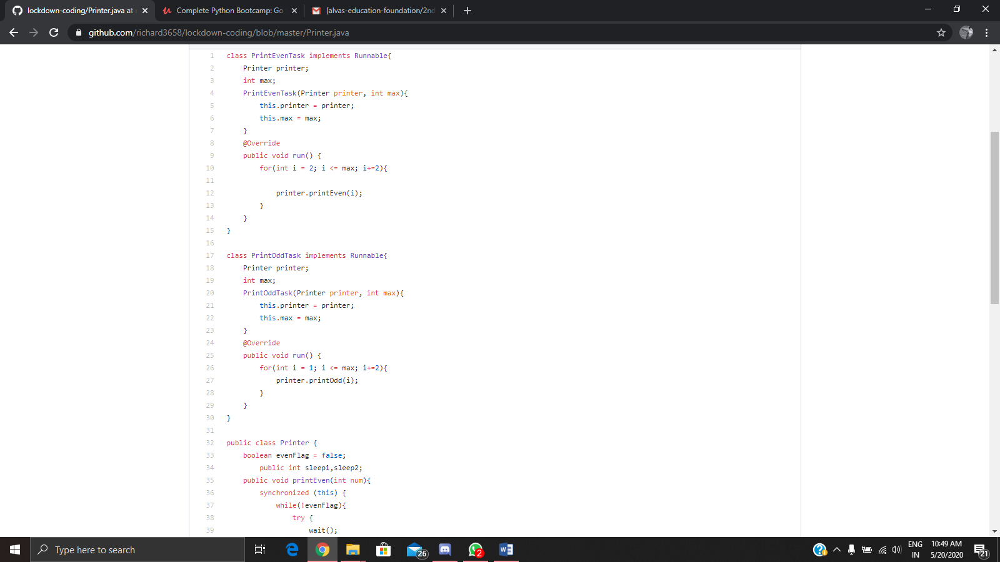 lockdown-coding/Printer.java at
Complete Python Bootcamp: Go
[alvas-education-foundation/2nd
github.com/richard3658/lockdown-coding/blob/master/Printer.java
1 class PrintEvenTask implements Runnable{
2 Printer printer;
3 int max;
4 PrintEvenTask(Printer printer, int max){
5 this.printer = printer;
6 this.max = max;
7 }
8 @Override
9 public void run() {
10 for(int i = 2; i <= max; i+=2){
11
12 printer.printEven(i);
13 }
14 }
15 }
16
17 class PrintOddTask implements Runnable{
18 Printer printer;
19 int max;
20 PrintOddTask(Printer printer, int max){
21 this.printer = printer;
22 this.max = max;
23 }
24 @Override
25 public void run() {
26 for(int i = 1; i <= max; i+=2){
27 printer.printOdd(i);
28 }
29 }
30 }
31
32 public class Printer {
33 boolean evenFlag = false;
34 public int sleep1,sleep2;
35 public void printEven(int num){
36 synchronized (this) {
37 while(!evenFlag){
38 try {
39 wait();
Type here to search
26
2
ENG
IN
10:49 AM
5/20/2020
21